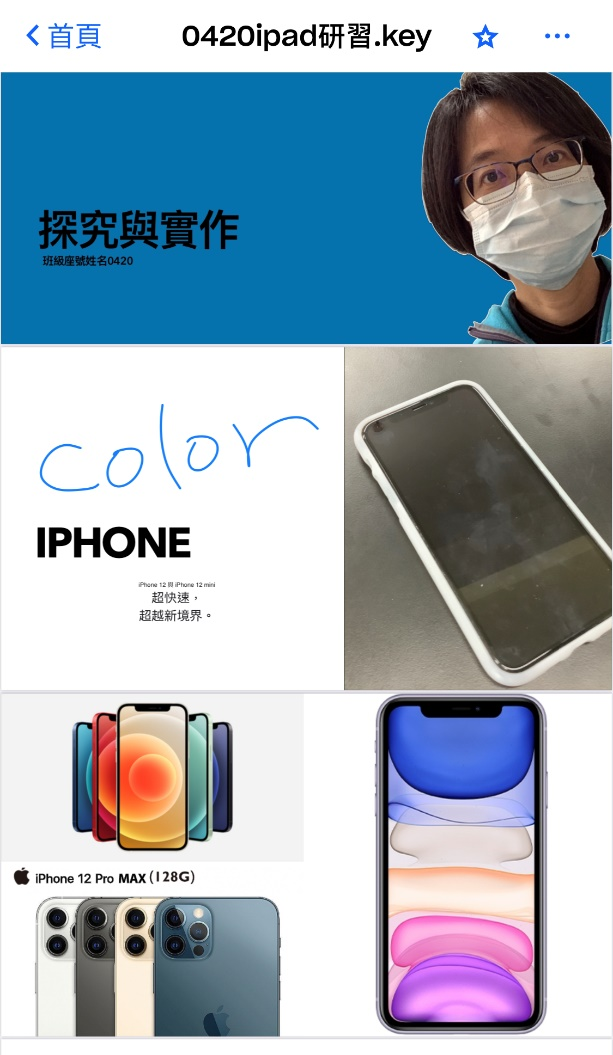 首頁
0420ipad研習.key
探究與實作
班級座號姓名0420
color
IPHONE
iPhone 12 與 iPhone 12 mini
超快速，
超越新境界。
iPhone 12 Pro MAX (128G)